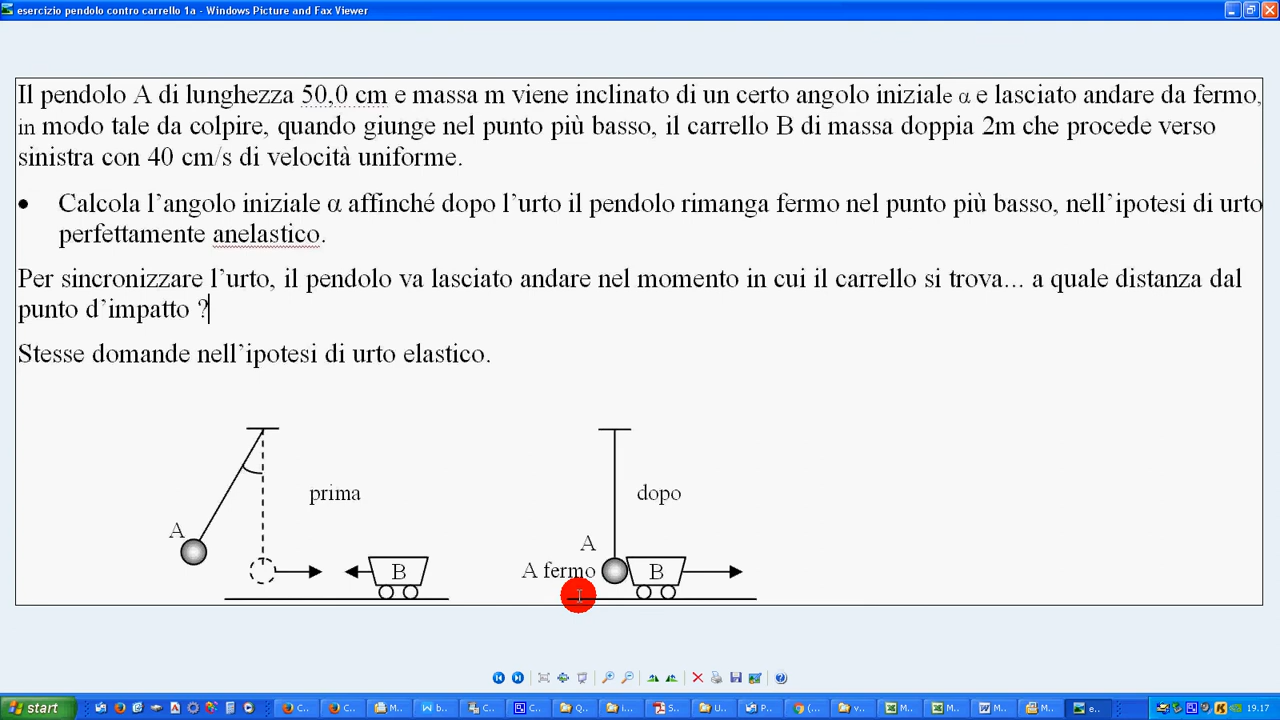 esercizio pendolo contro carrello 1a - Windows Picture and Fax Viewer
Il pendolo A di lunghezza 50,0 cm e massa m viene inclinato di un certo angolo iniziale α e lasciato andare da fermo,
in modo tale da colpire, quando giunge nel punto più basso, il carrello B di massa doppia 2m che procede verso
sinistra con 40 cm/s di velocità uniforme.
• Calcola l'angolo iniziale α affinché dopo l'urto il pendolo rimanga fermo nel punto più basso, nell'ipotesi di urto
perfettamente anelastico.
Per sincronizzare l'urto, il pendolo va lasciato andare nel momento in cui il carrello si trova... a quale distanza dal
punto d'impatto ?
Stesse domande nell'ipotesi di urto elastico.
prima
dopo
A
A
B
A fermo
B
start
C...
C...
M...
b...
C...
C...
Q...
i...
S...
U...
P...
(...
v...
M...
M...
M...
M...
e...
19.17